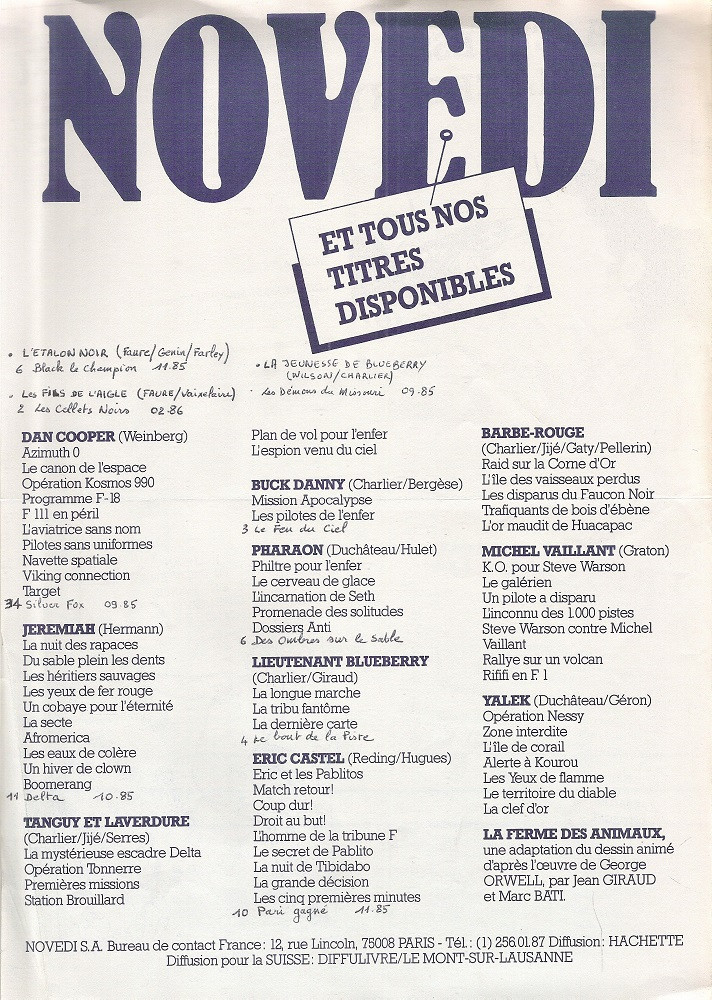 NOVEDI
ET TOUS NOS
TITRES
DISPONIBLES
• L'ETALON NOIR (Faure/Genin/Farley)
6 Black le Champion 11.85
• Les FILS DE L'AIGLE (FAURE/Vaixelaire)
2 Les Collets Noirs 02.86
• LA JEUNESSE DE BLUEBERRY
(WILSON/CHARLIER)
Les Démons du Missouri 09.85
DAN COOPER (Weinberg)
Azimuth 0
Le canon de l'espace
Opération Kosmos 990
Programme F-18
F 111 en péril
L'aviatrice sans nom
Pilotes sans uniformes
Navette spatiale
Viking connection
Target
34 Silver Fox 09.85
JEREMIAH (Hermann)
La nuit des rapaces
Du sable plein les dents
Les héritiers sauvages
Les yeux de fer rouge
Un cobaye pour l'éternité
La secte
Afromerica
Les eaux de colère
Un hiver de clown
Boomerang
11 Delta 10.85
TANGUY ET LAVERDURE
(Charlier/Jijé/Serres)
La mystérieuse escadre Delta
Opération Tonnerre
Premières missions
Station Brouillard
Plan de vol pour l'enfer
L'espion venu du ciel
BUCK DANNY (Charlier/Bergèse)
Mission Apocalypse
Les pilotes de l'enfer
3 Le Feu du Ciel
PHARAON (Duchâteau/Hulet)
Philtre pour l'enfer
Le cerveau de glace
L'incarnation de Seth
Promenade des solitudes
Dossiers Anti
6 Des Ombres sur le Sable
LIEUTENANT BLUEBERRY
(Charlier/Giraud)
La longue marche
La tribu fantôme
La dernière carte
4 Le bout de la Piste
ERIC CASTEL (Reding/Hugues)
Eric et les Pablitos
Match retour!
Coup dur!
Droit au but!
L'homme de la tribune F
Le secret de Pablito
La nuit de Tibidabo
La grande décision
Les cinq premières minutes
10 Pari gagné 11.85
BARBE-ROUGE
(Charlier/Jijé/Gaty/Pellerin)
Raid sur la Corne d'Or
L'île des vaisseaux perdus
Les disparus du Faucon Noir
Trafiquants de bois d'ébène
L'or maudit de Huacapac
MICHEL VAILLANT (Graton)
K.O. pour Steve Warson
Le galérien
Un pilote a disparu
L'inconnu des 1.000 pistes
Steve Warson contre Michel
Vaillant
Rallye sur un volcan
Rififi en F 1
YALEK (Duchâteau/Géron)
Opération Nessy
Zone interdite
L'île de corail
Alerte à Kourou
Les Yeux de flamme
Le territoire du diable
La clef d'or
LA FERME DES ANIMAUX,
une adaptation du dessin animé
d'après l'œuvre de George
ORWELL, par Jean GIRAUD
et Marc BATI.
NOVEDI S.A. Bureau de contact France: 12, rue Lincoln, 75008 PARIS - Tél.: (1) 256.01.87 Diffusion: HACHETTE
Diffusion pour la SUISSE: DIFFULIVRE/LE MONT-SUR-LAUSANNE